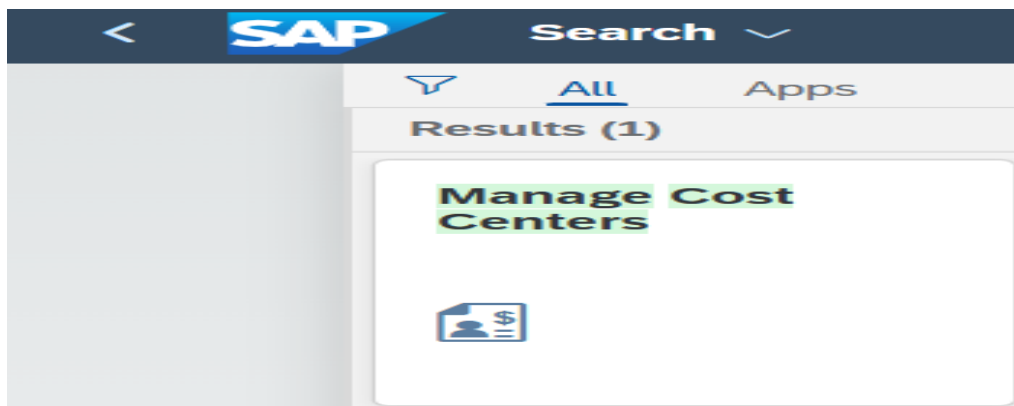 < SAP Search
All Apps
Results (1)
Manage Cost
Centers
$